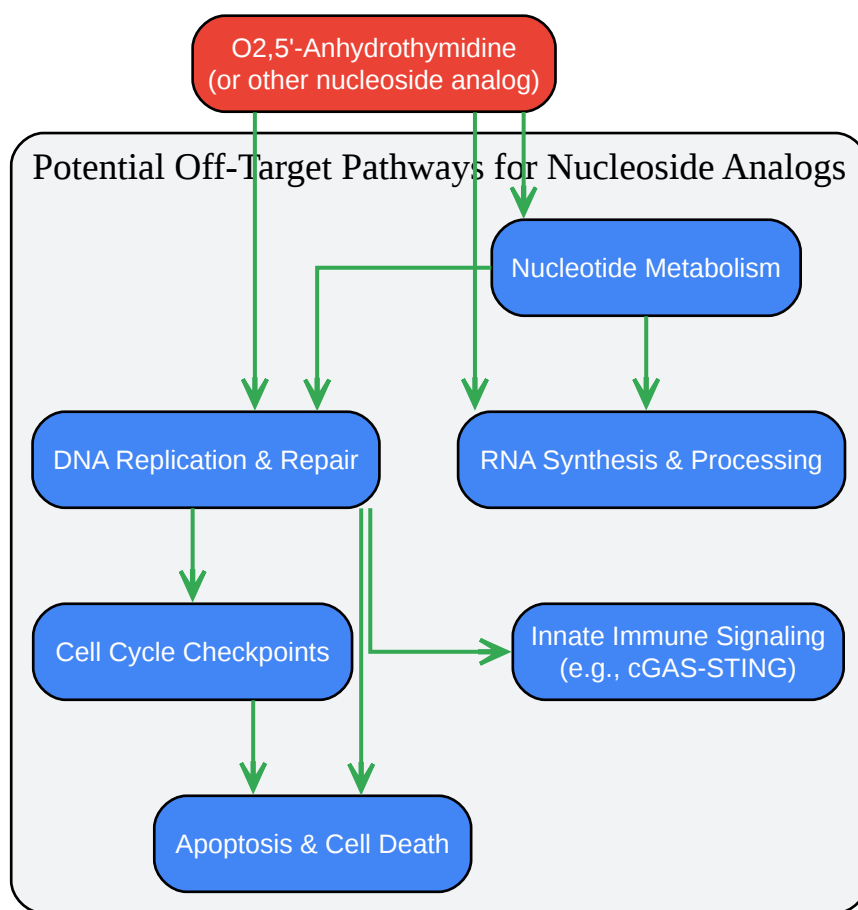 O2,5'-Anhydrothymidine
(or other nucleoside analog)
Potential Off-Target Pathways for Nucleoside Analogs
Nucleotide Metabolism
DNA Replication & Repair
RNA Synthesis & Processing
Cell Cycle Checkpoints
Innate Immune Signaling
(e.g., cGAS-STING)
Apoptosis & Cell Death